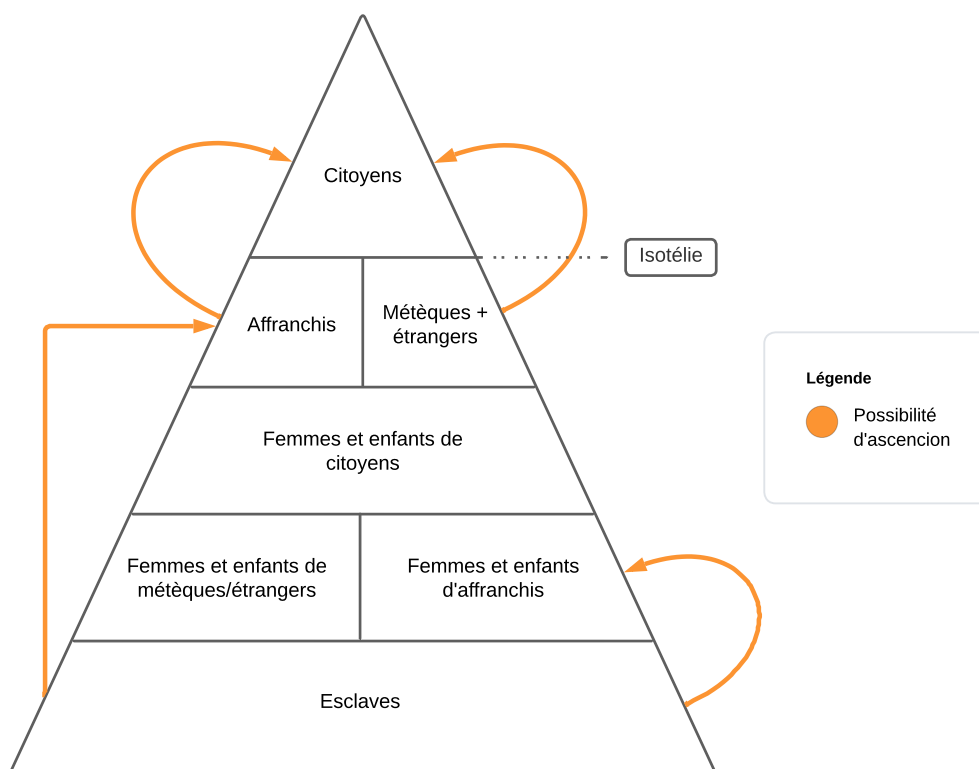 Citoyens
Isotélie
Affranchis
Métèques +
étrangers
Légende
Possibilité
d'ascencion
Femmes et enfants de
citoyens
Femmes et enfants de
métèques/étrangers
Femmes et enfants
d'affranchis
Esclaves